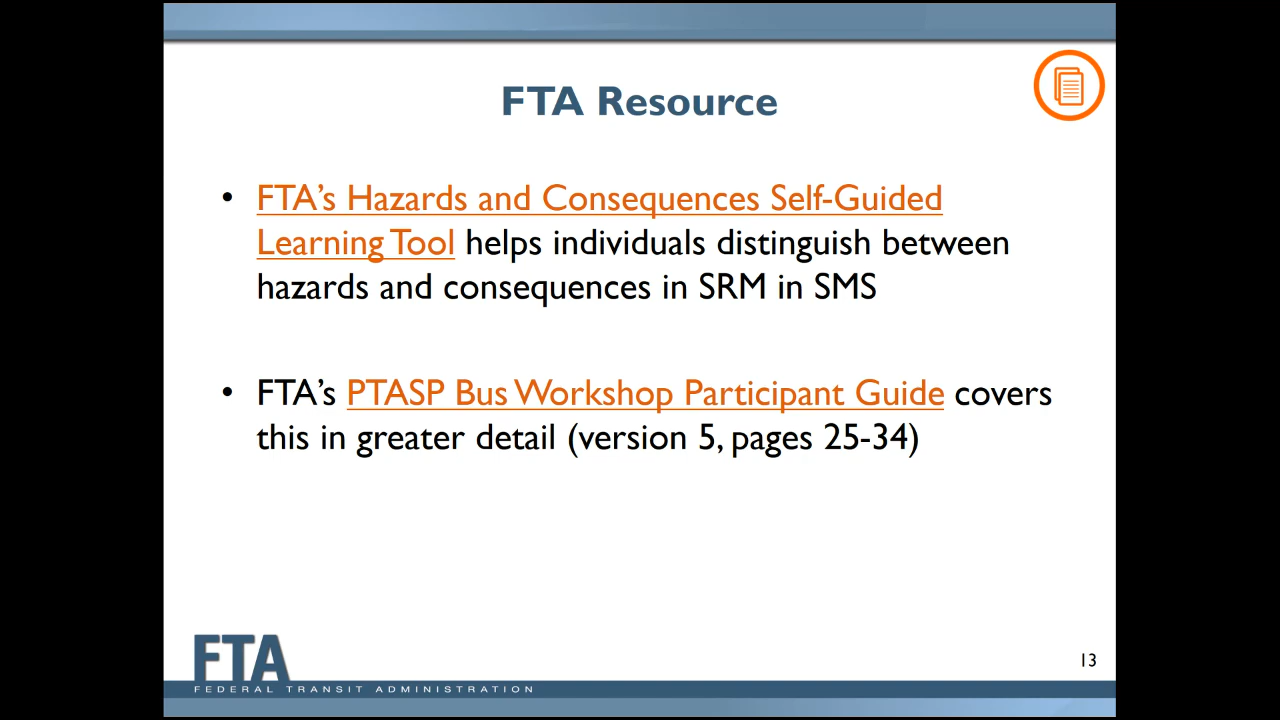 FTA Resource
• FTA's Hazards and Consequences Self-Guided
Learning Tool helps individuals distinguish between
hazards and consequences in SRM in SMS
• FTA's PTASP Bus Workshop Participant Guide covers
this in greater detail (version 5, pages 25-34)
FTA
FEDERAL TRANSIT ADMINISTRATION
13